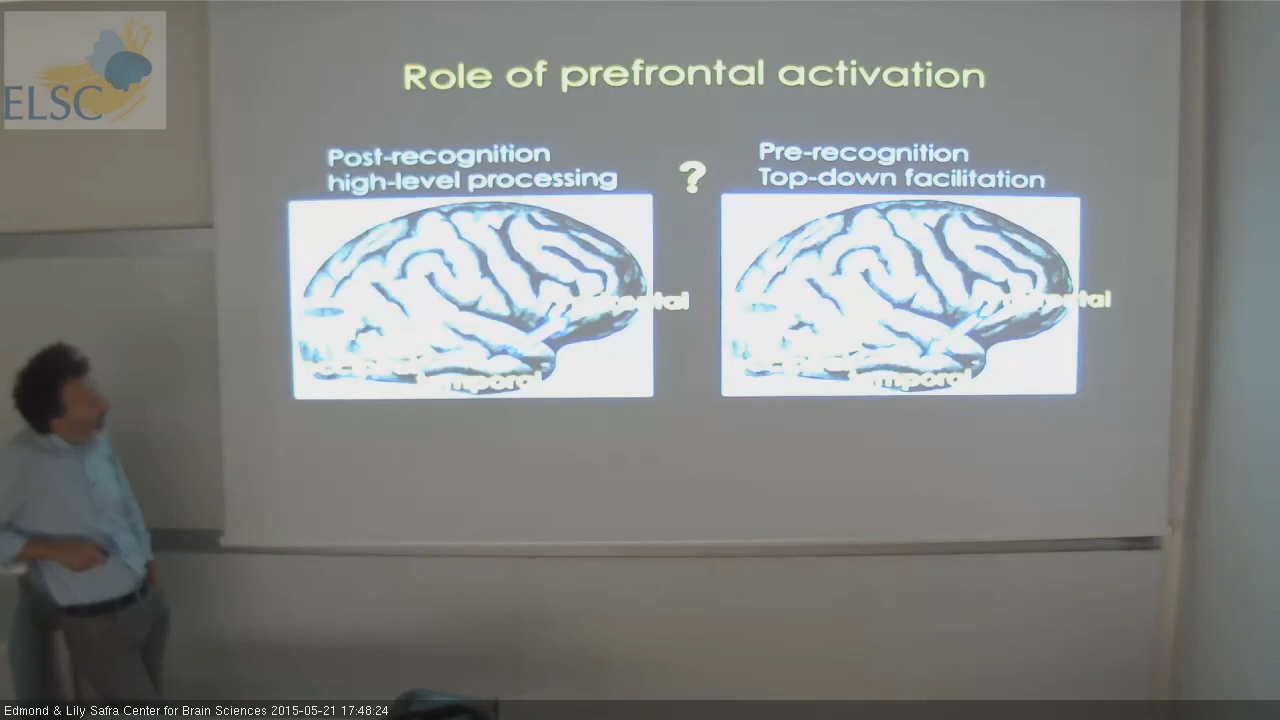 ELSC
Role of prefrontal activation
Post-recognition
high-level processing
?
Pre-recognition
Top-down facilitation
Edmond & Lily Safra Center for Brain Sciences 2015-05-21 17:48:24